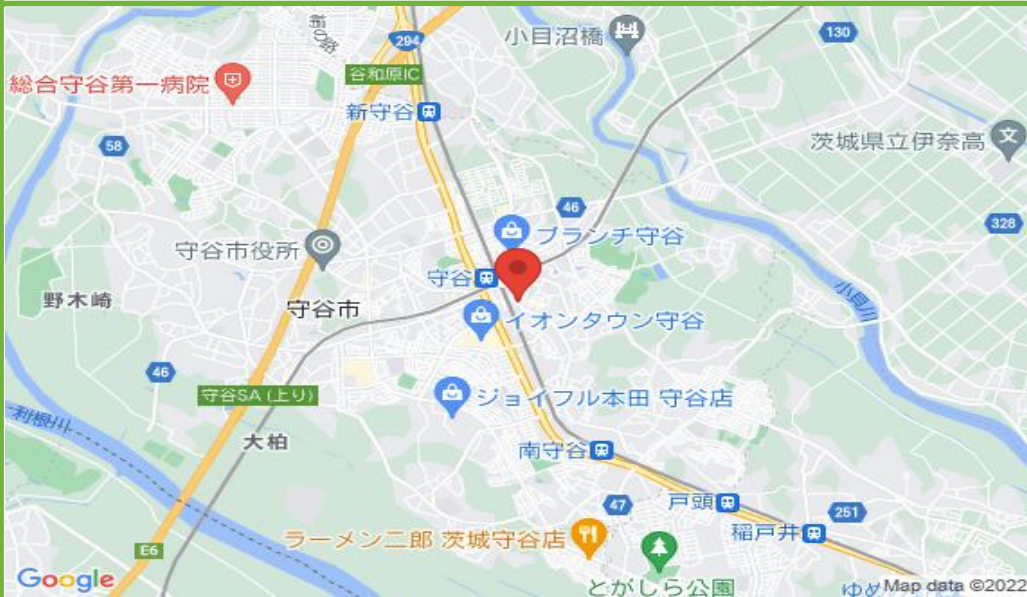 294
小目沼橋
130
総合守谷第一病院
谷和原IC
新守谷
58
茨城県立伊奈高
46
328
ブランチ守谷
守谷市役所
守谷
野木崎
守谷市
小貝川
イオンタウン守谷
46
守谷SA (上り)
ジョイフル本田 守谷店
利根川
大柏
南守谷
戸頭
47
251
稲戸井
ラーメン二郎 茨城守谷店
E6
Google
とがしら公園
ゆめ
Map data ©2022